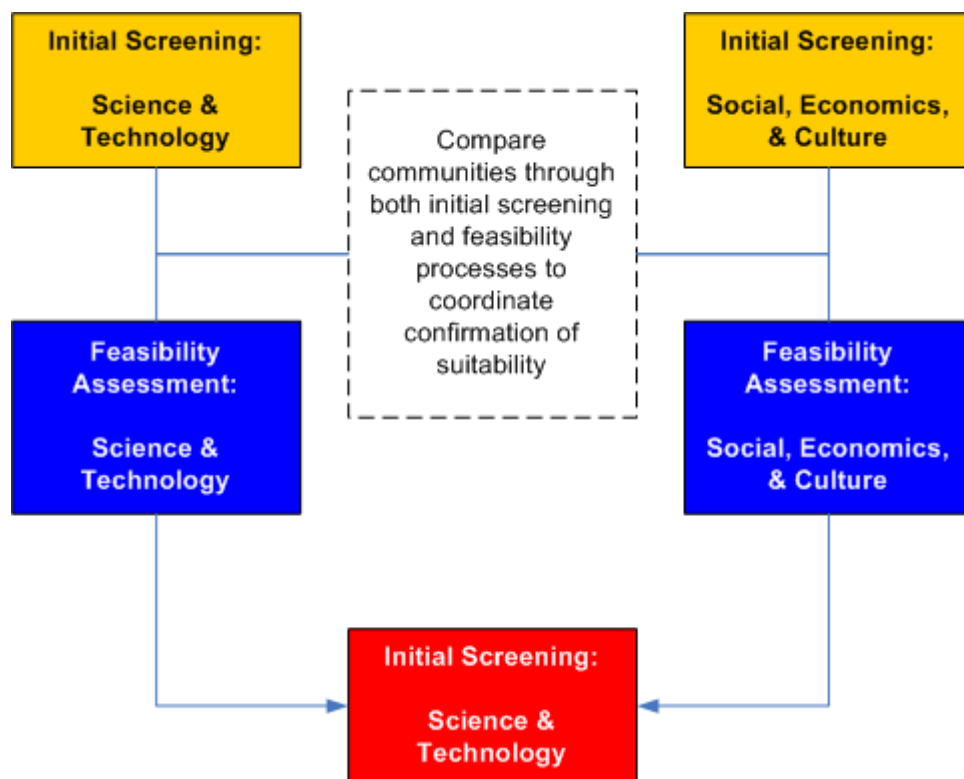 Initial Screening:
Science &
Technology
Initial Screening:
Social, Economics,
& Culture
Compare
communities through
both initial screening
and feasibility
processes to
coordinate
confirmation of
suitability
Feasibility
Assessment:
Science &
Technology
Feasibility
Assessment:
Social, Economics,
& Culture
Initial Screening:
Science &
Technology